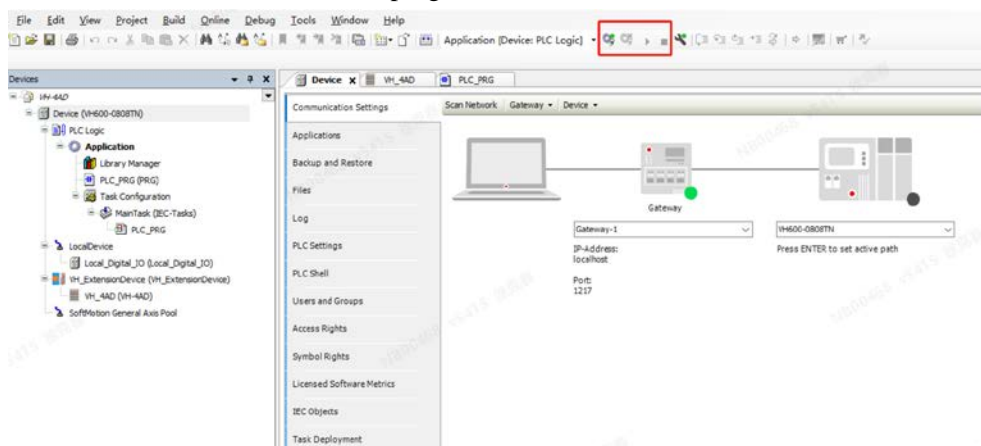 File Edit View Project Build Online Debug Tools Window Help
Application [Device: PLC Logic]
Devices
VH-4AD
Device (VH600-0808TN)
PLC Logic
Application
Library Manager
PLC_PRG (PRG)
Task Configuration
MainTask (IEC-Tasks)
PLC_PRG
LocalDevice
Local_Digital_IO (Local_Digital_IO)
VH_ExtensionDevice (VH_ExtensionDevice)
VH_4AD (VH-4AD)
SoftMotion General Axis Pool
Device VH_4AD PLC_PRG
Communication Settings
Applications
Backup and Restore
Files
Log
PLC Settings
PLC Shell
Users and Groups
Access Rights
Symbol Rights
Licensed Software Metrics
IEC Objects
Task Deployment
Scan Network Gateway Device
Gateway
Gateway-1
IP-Address:
localhost
Port:
1217
VH600-0808TN
Press ENTER to set active path